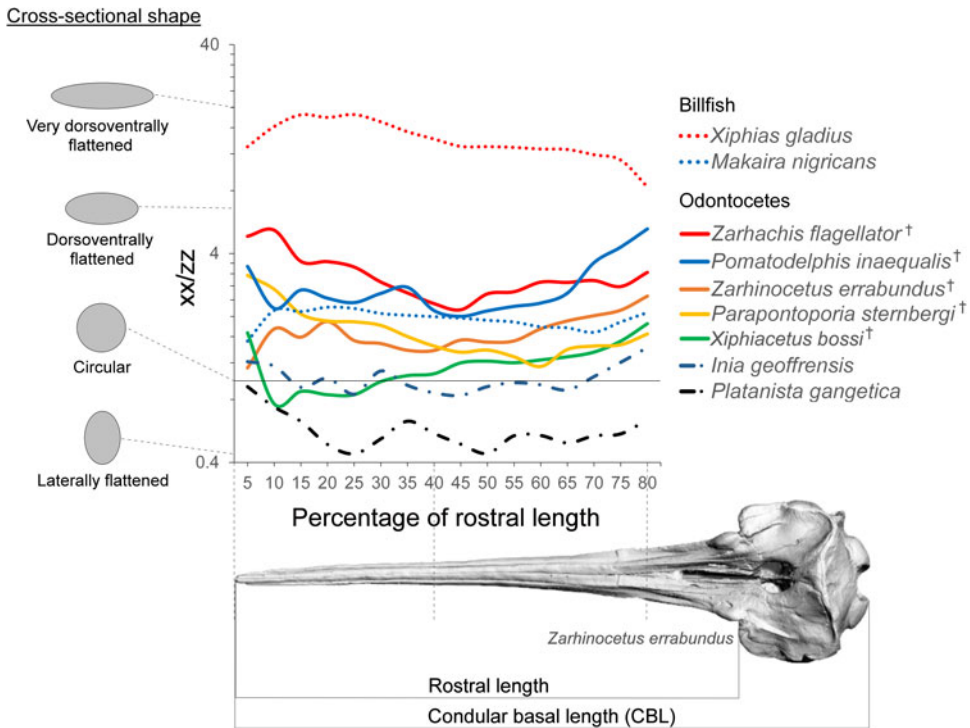 Cross-sectional shape
Very dorsoventrally
flattened
Dorsoventrally
flattened
Circular
Laterally flattened
xx/zz
40
4
0.4
5 10 15 20 25 30 35 40 45 50 55 60 65 70 75 80
Percentage of rostral length
Billfish
Xiphias gladius
Makaira nigricans
Odontocetes
Zarhachis flagellator†
Pomatodelphis inaequalis†
Zarhinocetus errabundus†
Parapontoporia sternbergi†
Xiphiacetus bossi†
Inia geoffrensis
Platanista gangetica
Zarhinocetus errabundus
Rostral length
Condular basal length (CBL)